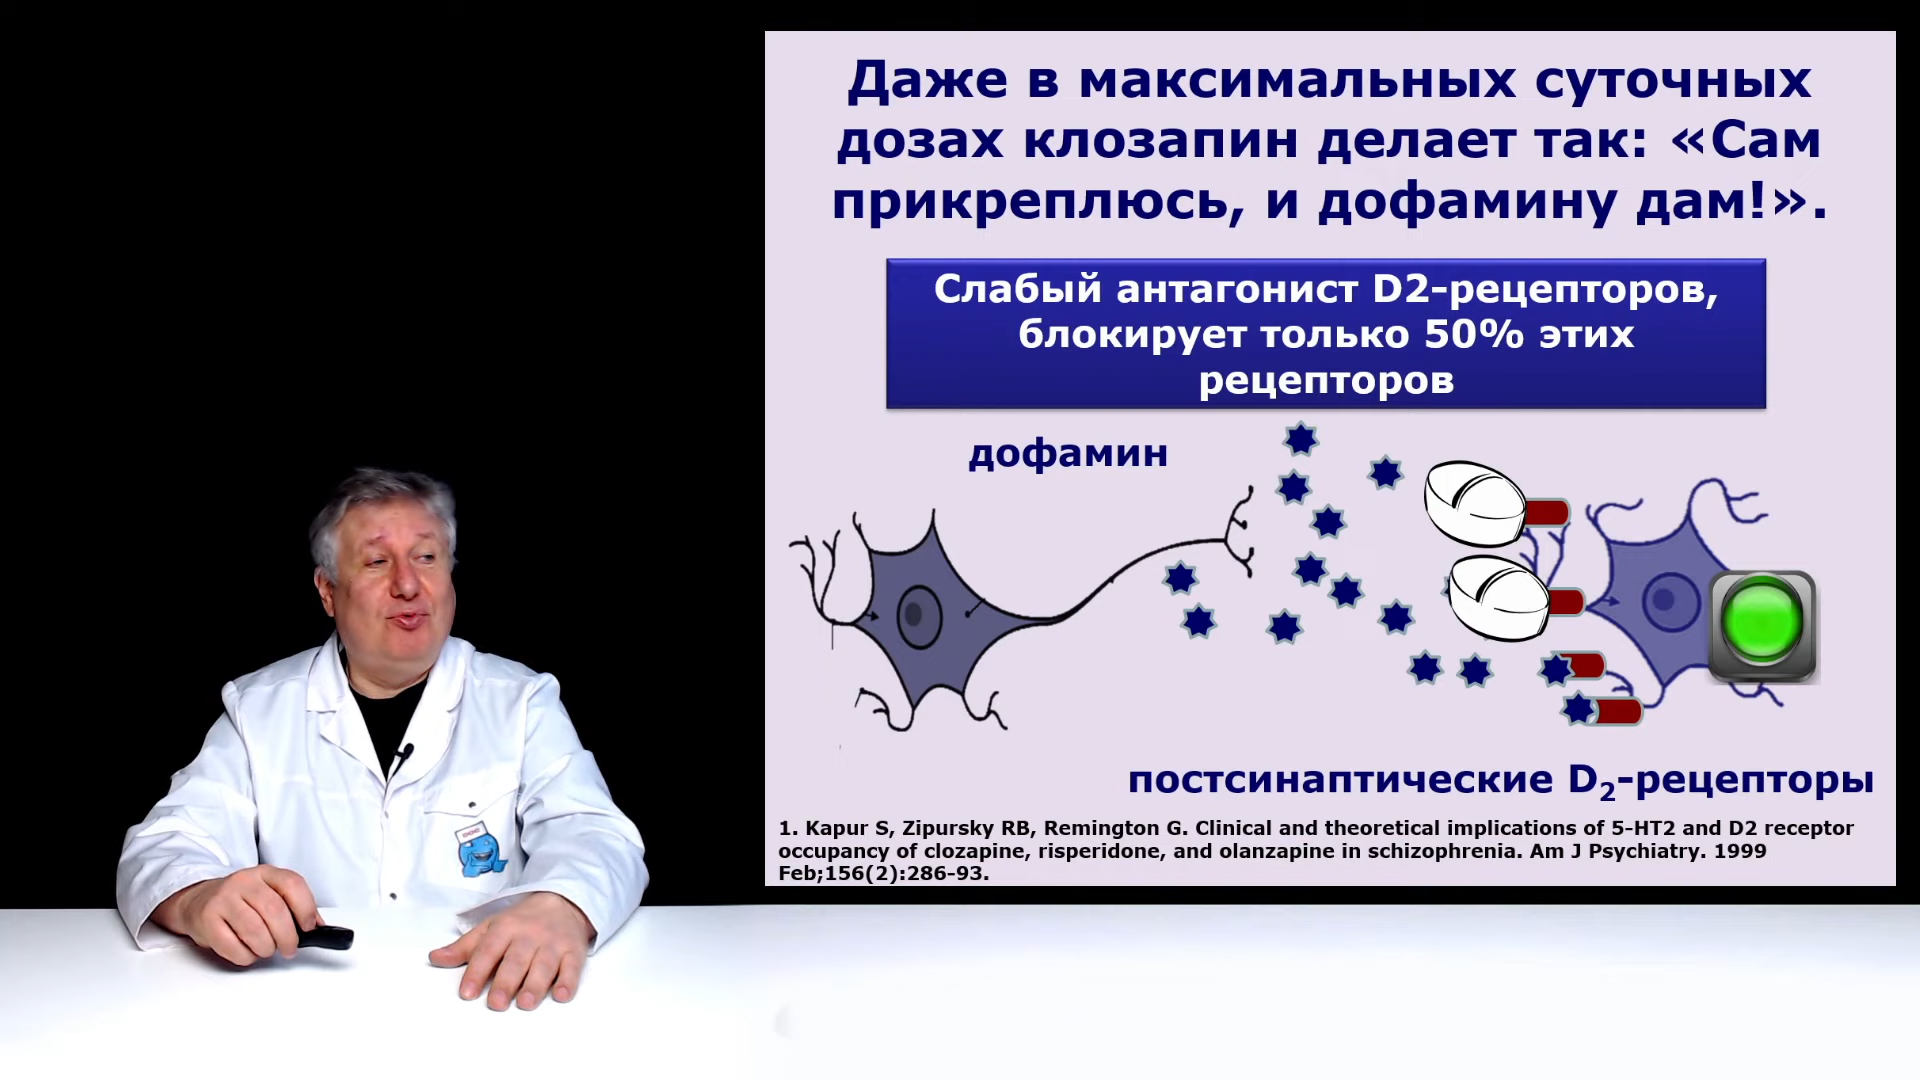 Даже в максимальных суточных
дозах клозапин делает так: «Сам
прикреплюсь, и дофамину дам!».
Слабый антагонист D2-рецепторов,
блокирует только 50% этих
рецепторов
дофамин
постсинаптические D2-рецепторы
1. Kapur S, Zipursky RB, Remington G. Clinical and theoretical implications of 5-HT2 and D2 receptor
occupancy of clozapine, risperidone, and olanzapine in schizophrenia. Am J Psychiatry. 1999
Feb;156(2):286-93.